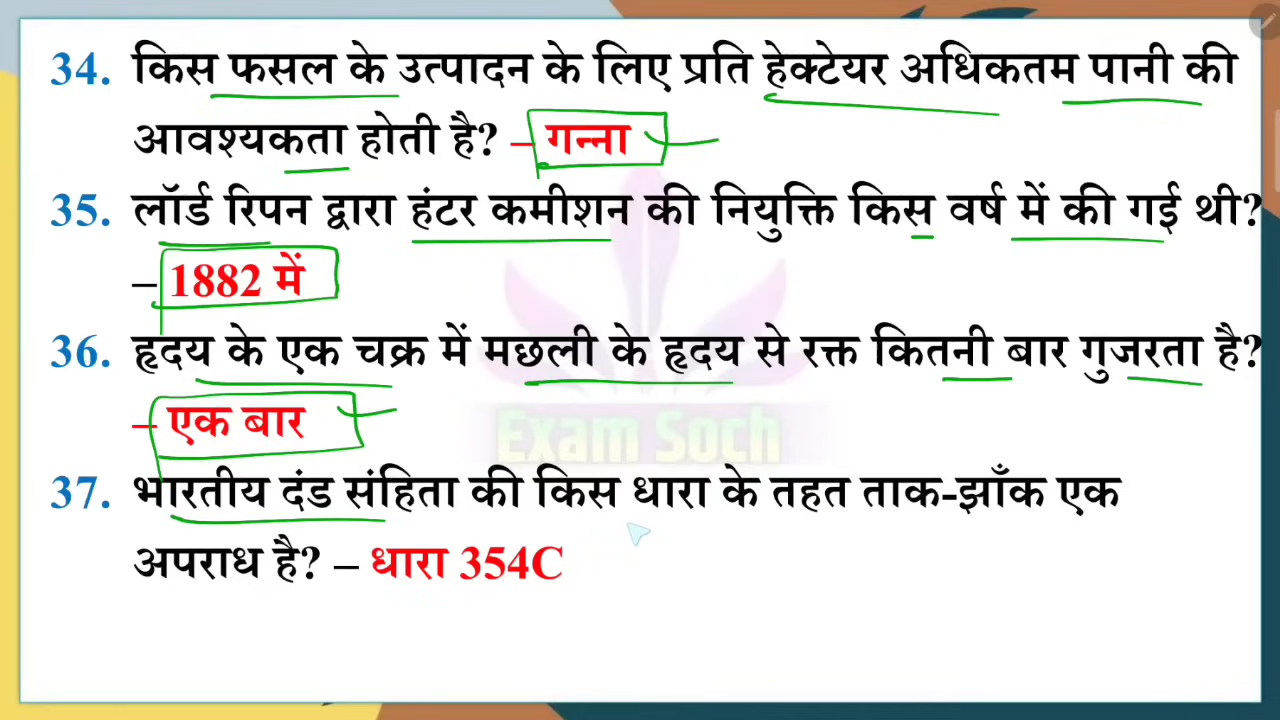 34. किस फसल के उत्पादन के लिए प्रति हेक्टेयर अधिकतम पानी की
आवश्यकता होती है? – गन्ना
35. लॉर्ड रिपन द्वारा हंटर कमीशन की नियुक्ति किस वर्ष में की गई थी?
– 1882 में
36. हृदय के एक चक्र में मछली के हृदय से रक्त कितनी बार गुजरता है?
– एक बार
Exam Soch
37. भारतीय दंड संहिता की किस धारा के तहत ताक-झाँक एक
अपराध है? – धारा 354C